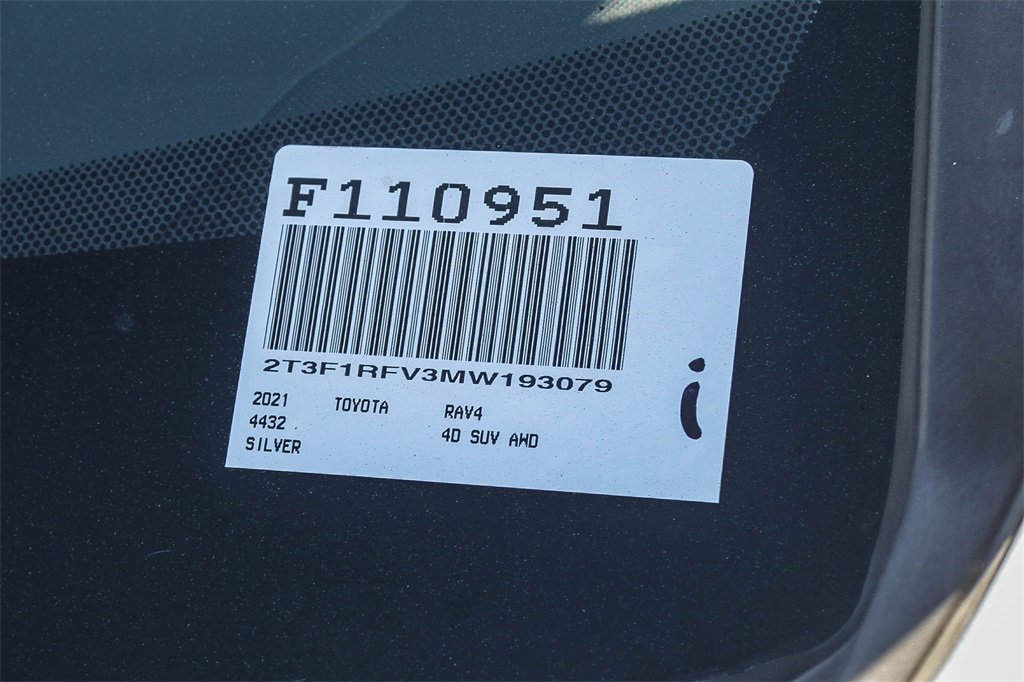 F110951
2T3F1RFV3MW193079
2021 TOYOTA RAV4
4432 4D SUV AWD
SILVER
i